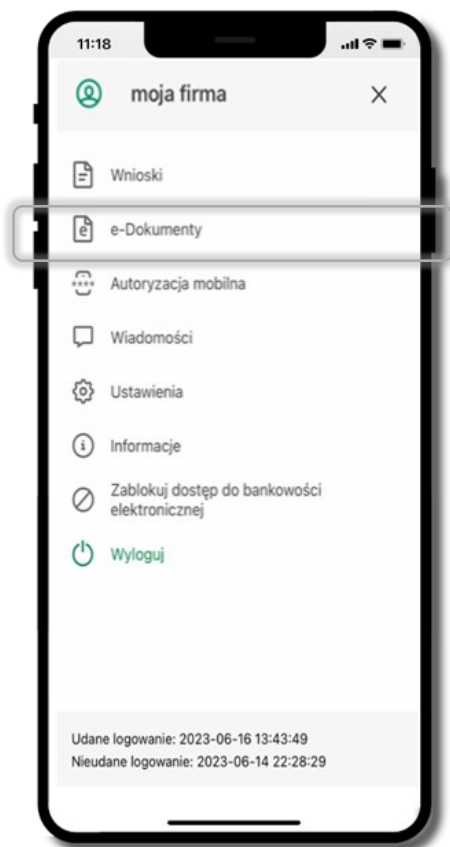 11:18
moja firma
Wnioski
e-Dokumenty
Autoryzacja mobilna
Wiadomości
Ustawienia
Informacje
Zablokuj dostęp do bankowości
elektronicznej
Wyloguj
Udane logowanie: 2023-06-16 13:43:49
Nieudane logowanie: 2023-06-14 22:28:29